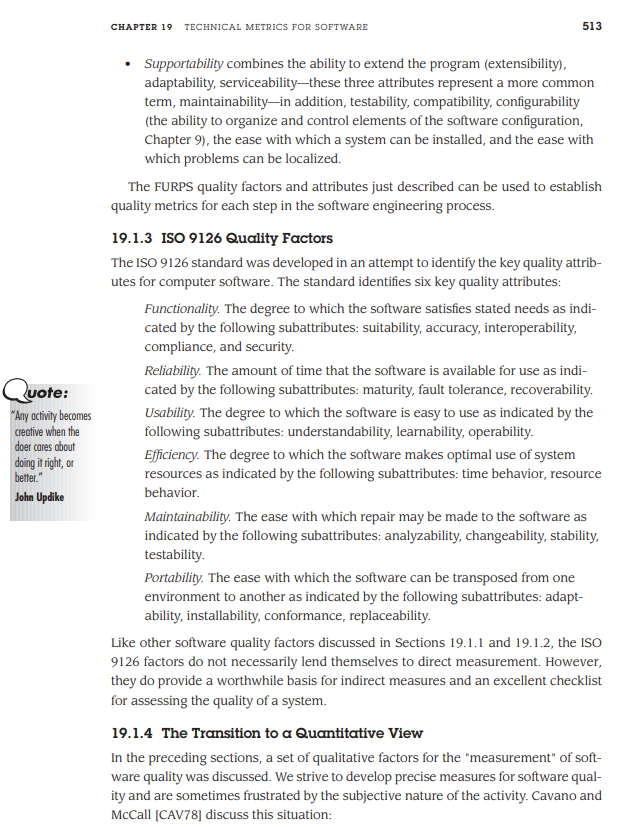 CHAPTER 19 TECHNICAL METRICS FOR SOFTWARE 513
• Supportability combines the ability to extend the program (extensibility),
adaptability, serviceability—these three attributes represent a more common
term, maintainability—in addition, testability, compatibility, configurability
(the ability to organize and control elements of the software configuration,
Chapter 9), the ease with which a system can be installed, and the ease with
which problems can be localized.
The FURPS quality factors and attributes just described can be used to establish
quality metrics for each step in the software engineering process.
19.1.3 ISO 9126 Quality Factors
The ISO 9126 standard was developed in an attempt to identify the key quality attrib-
utes for computer software. The standard identifies six key quality attributes:
Functionality. The degree to which the software satisfies stated needs as indi-
cated by the following subattributes: suitability, accuracy, interoperability,
compliance, and security.
Reliability. The amount of time that the software is available for use as indi-
cated by the following subattributes: maturity, fault tolerance, recoverability.
Usability. The degree to which the software is easy to use as indicated by the
following subattributes: understandability, learnability, operability.
Efficiency. The degree to which the software makes optimal use of system
resources as indicated by the following subattributes: time behavior, resource
behavior.
Maintainability. The ease with which repair may be made to the software as
indicated by the following subattributes: analyzability, changeability, stability,
testability.
Portability. The ease with which the software can be transposed from one
environment to another as indicated by the following subattributes: adapt-
ability, installability, conformance, replaceability.
Quote:
"Any activity becomes
creative when the
doer cares about
doing it right, or
better."
John Updike
Like other software quality factors discussed in Sections 19.1.1 and 19.1.2, the ISO
9126 factors do not necessarily lend themselves to direct measurement. However,
they do provide a worthwhile basis for indirect measures and an excellent checklist
for assessing the quality of a system.
19.1.4 The Transition to a Quantitative View
In the preceding sections, a set of qualitative factors for the "measurement" of soft-
ware quality was discussed. We strive to develop precise measures for software qual-
ity and are sometimes frustrated by the subjective nature of the activity. Cavano and
McCall [CAV78] discuss this situation: